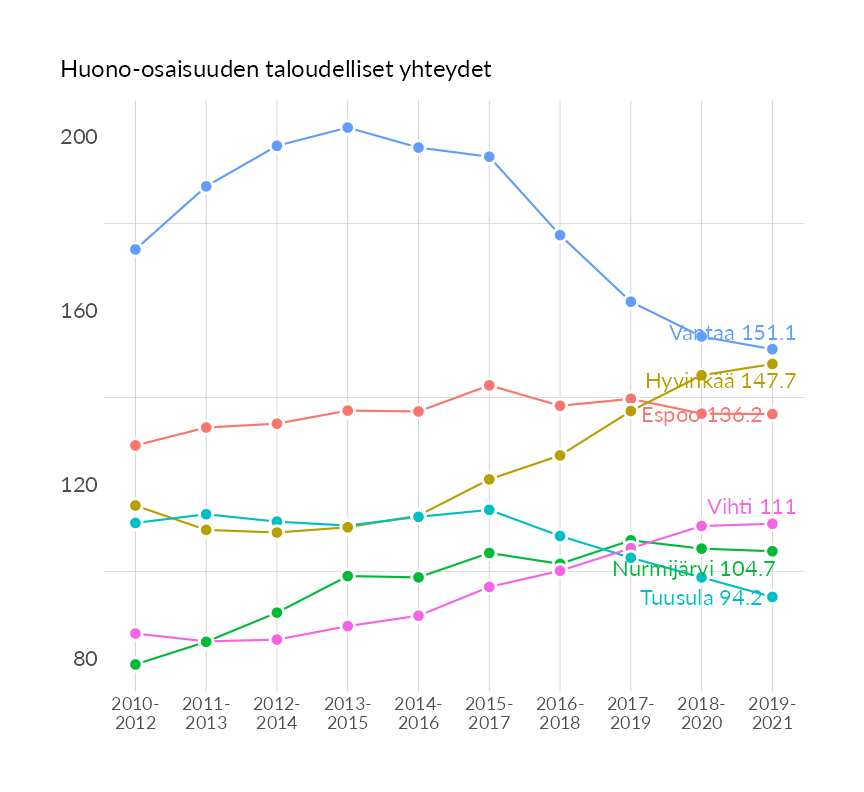 Huono-osaisuuden taloudelliset yhteydet
200
160
120
80
Vantaa 151.1
Hyvinkää 147.7
Espoo 136.2
Vihti 111
Nurmijärvi 104.7
Tuusula 94.2
2010- 2011- 2012- 2013- 2014- 2015- 2016- 2017- 2018- 2019-
2012 2013 2014 2015 2016 2017 2018 2019 2020 2021